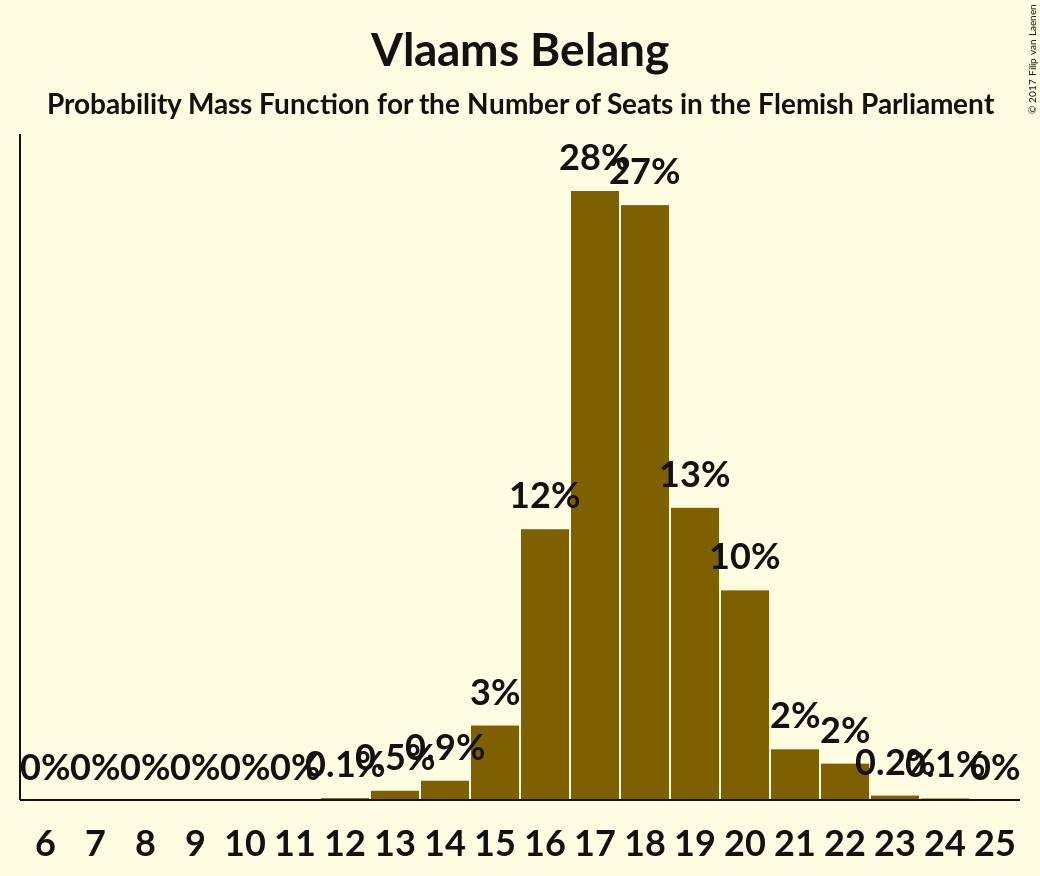 Vlaams Belang
Probability Mass Function for the Number of Seats in the Flemish Parliament
© 2017 Filip van Laenen
0% 0% 0% 0% 0% 0% 0.1% 0.5% 0.9% 3% 12% 28% 27% 13% 10% 2% 2% 0.2% 0.1% 0%
6 7 8 9 10 11 12 13 14 15 16 17 18 19 20 21 22 23 24 25